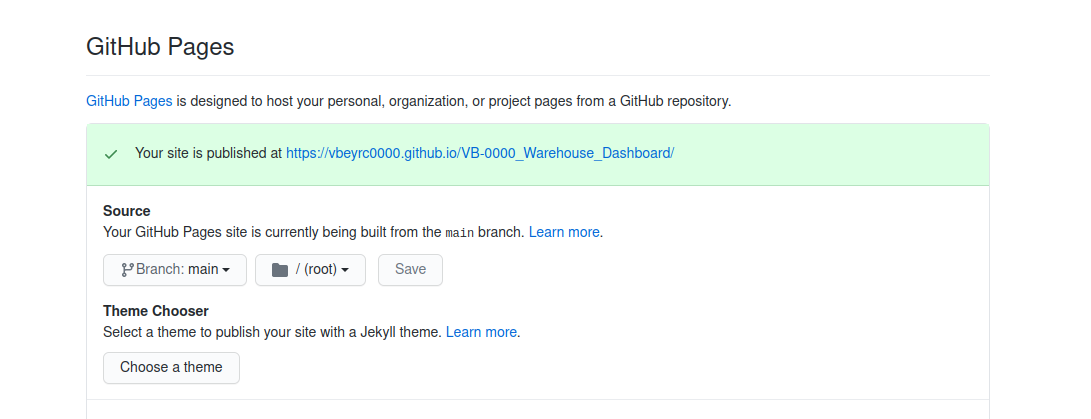 GitHub Pages
GitHub Pages is designed to host your personal, organization, or project pages from a GitHub repository.
Your site is published at https://vbeyrc0000.github.io/VB-0000_Warehouse_Dashboard/
Source
Your GitHub Pages site is currently being built from the main branch. Learn more.
Branch: main / (root) Save
Theme Chooser
Select a theme to publish your site with a Jekyll theme. Learn more.
Choose a theme